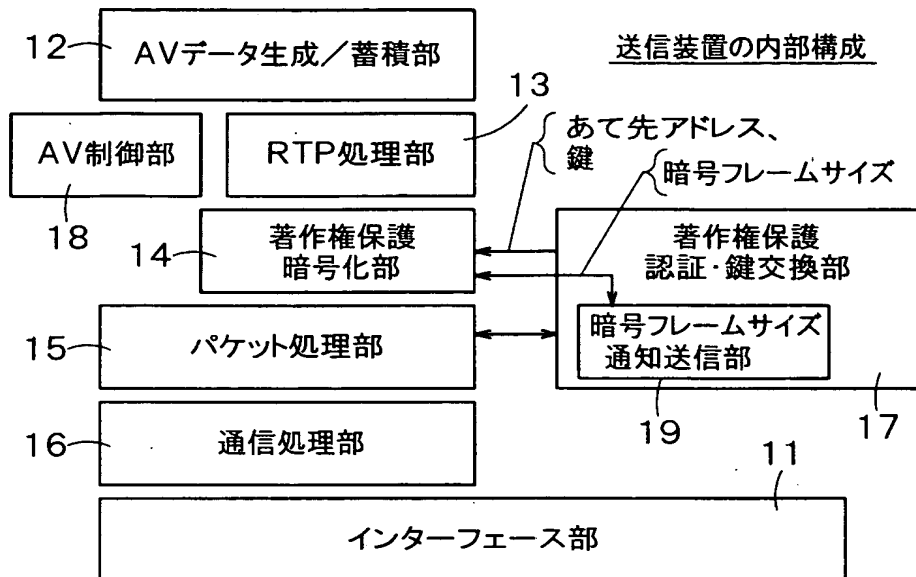 12
AVデータ生成/蓄積部
送信装置の内部構成
13
AV制御部
RTP処理部
あて先アドレス、
鍵
暗号フレームサイズ
18
14
著作権保護
暗号化部
著作権保護
認証・鍵交換部
15
パケット処理部
暗号フレームサイズ
通知送信部
16
通信処理部
19
17
11
インターフェース部